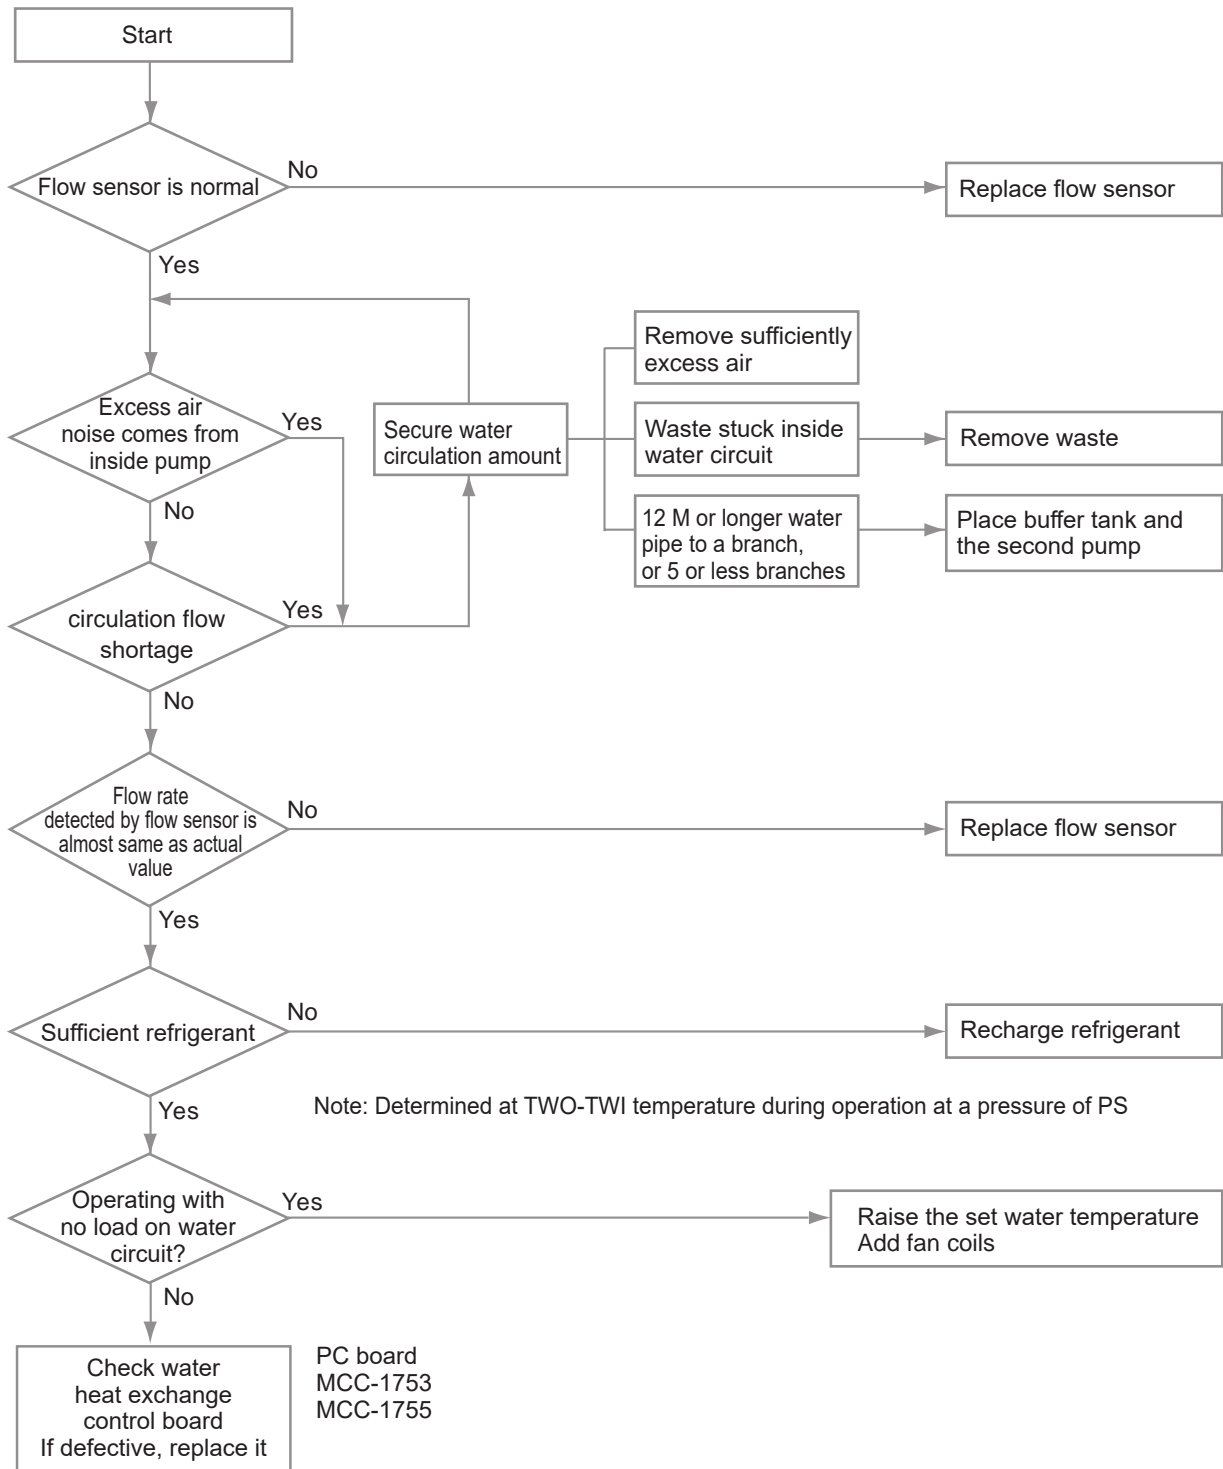 Start
Flow sensor is normal
No
Replace flow sensor
Yes
Excess air
noise comes from
inside pump
Yes
No
Secure water
circulation amount
Remove sufficiently
excess air
Waste stuck inside
water circuit
Remove waste
12 M or longer water
pipe to a branch,
or 5 or less branches
Place buffer tank and
the second pump
circulation flow
shortage
Yes
No
Flow rate
detected by flow sensor is
almost same as actual
value
No
Replace flow sensor
Yes
Sufficient refrigerant
No
Recharge refrigerant
Yes
Note: Determined at TWO-TWI temperature during operation at a pressure of PS
Operating with
no load on water
circuit?
Yes
Raise the set water temperature
Add fan coils
No
Check water
heat exchange
control board
If defective, replace it
PC board
MCC-1753
MCC-1755